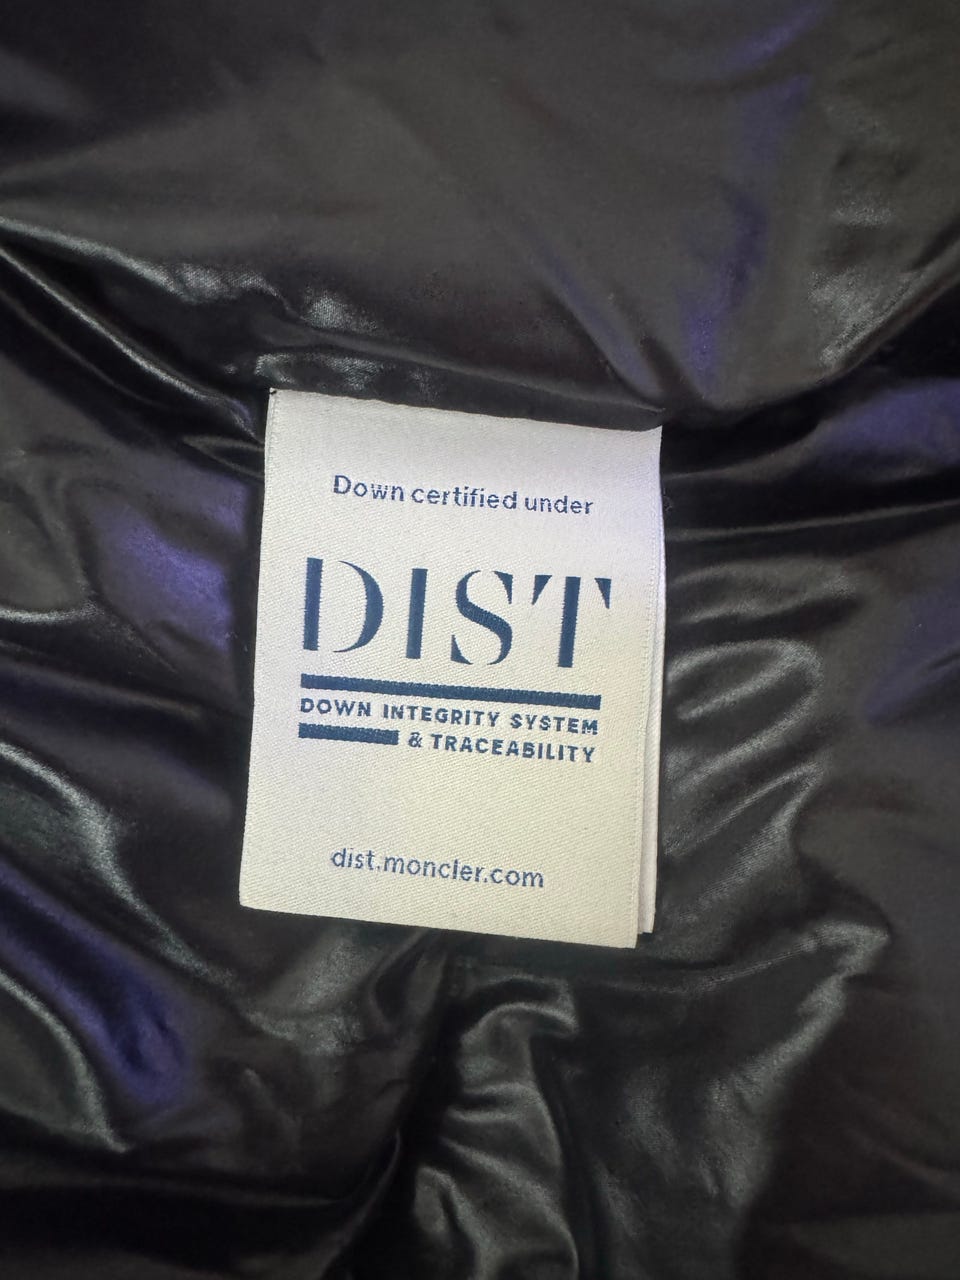 Down certified under
DIST
DOWN INTEGRITY SYSTEM
& TRACEABILITY
dist.moncler.com